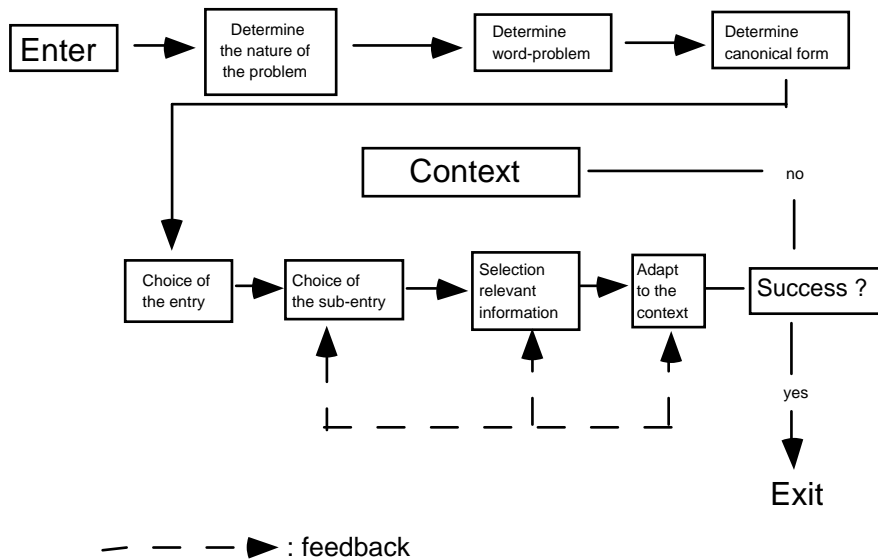 Enter
Determine
the nature of
the problem
Determine
word-problem
Determine
canonical form
Context
no
Choice of
the entry
Choice of
the sub-entry
Selection
relevant
information
Adapt
to the
context
Success ?
yes
Exit
: feedback